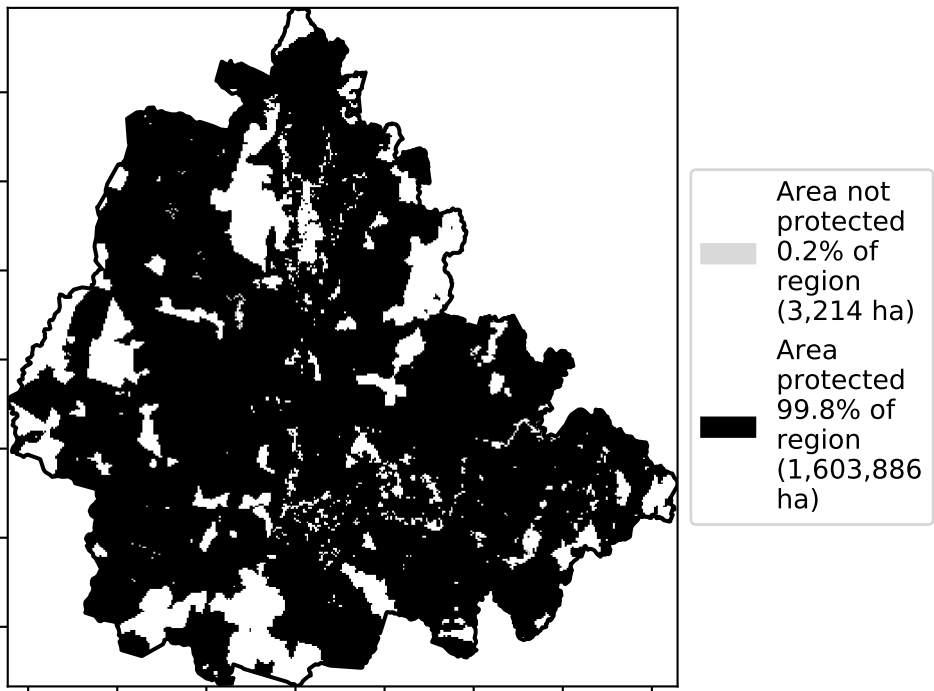 Area not
protected
0.2% of
region
(3,214 ha)
Area
protected
99.8% of
region
(1,603,886
ha)